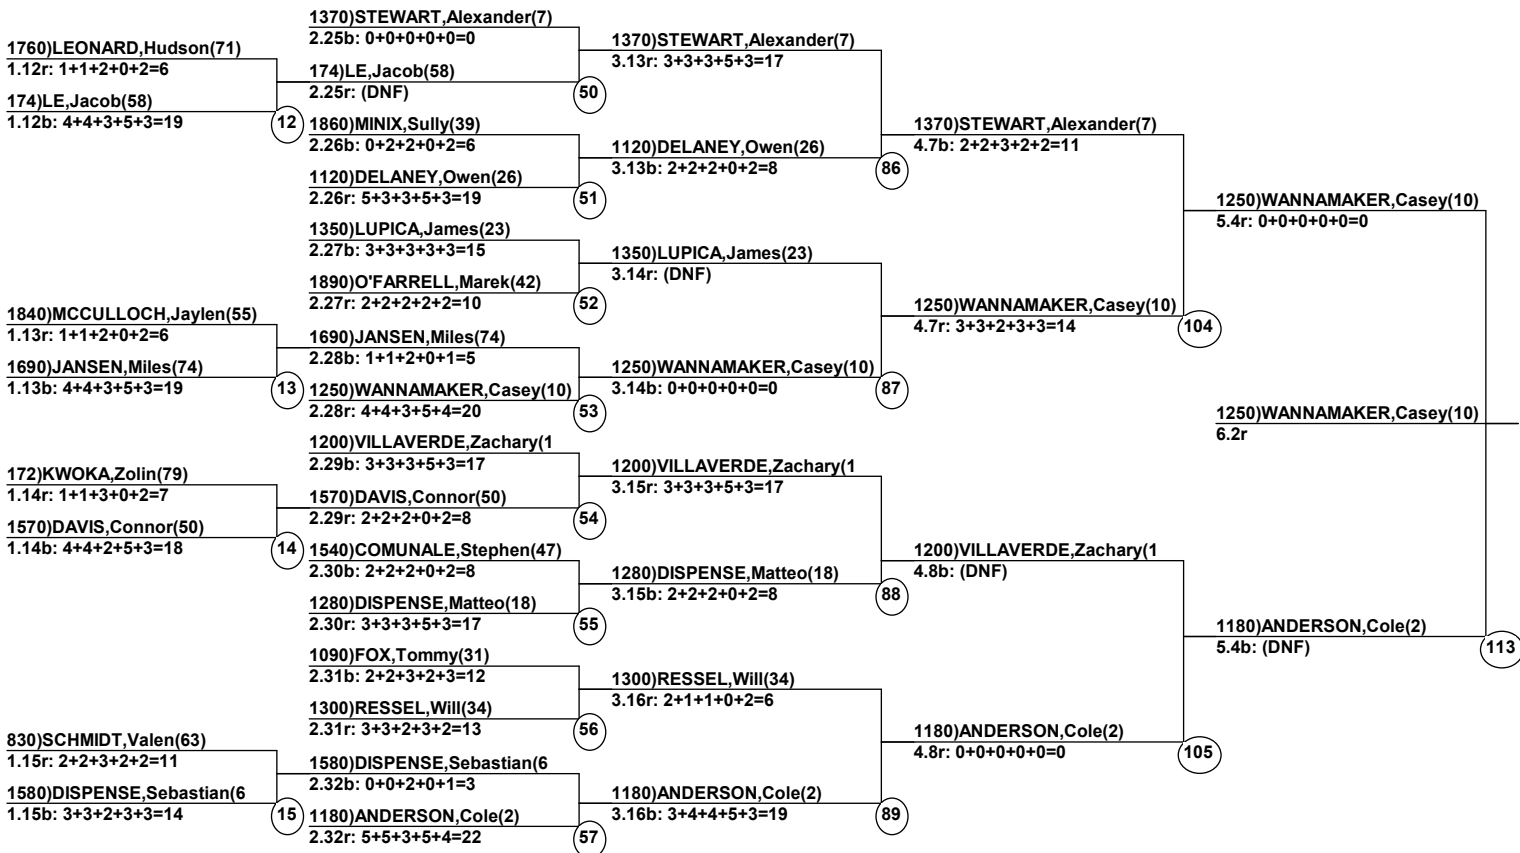 1760)LEONARD,Hudson(71)
1.12r: 1+1+2+0+2=6
174)LE,Jacob(58)
1.12b: 4+4+3+5+3=19
12
1840)MCCULLOCH,Jaylen(55)
1.13r: 1+1+2+0+2=6
1690)JANSEN,Miles(74)
1.13b: 4+4+3+5+3=19
13
172)KWOKA,Zolin(79)
1.14r: 1+1+3+0+2=7
1570)DAVIS,Connor(50)
1.14b: 4+4+2+5+3=18
14
830)SCHMIDT,Valen(63)
1.15r: 2+2+3+2+2=11
1580)DISPENSE,Sebastian(6
1.15b: 3+3+2+3+3=14
15
1370)STEWART,Alexander(7)
2.25b: 0+0+0+0+0=0
174)LE,Jacob(58)
2.25r: (DNF)
50
1860)MINIX,Sully(39)
2.26b: 0+2+2+0+2=6
1120)DELANEY,Owen(26)
2.26r: 5+3+3+5+3=19
51
1350)LUPICA,James(23)
2.27b: 3+3+3+3+3=15
1890)O'FARRELL,Marek(42)
2.27r: 2+2+2+2+2=10
52
1690)JANSEN,Miles(74)
2.28b: 1+1+2+0+1=5
1250)WANNAMAKER,Casey(10)
2.28r: 4+4+3+5+4=20
53
1200)VILLAVERDE,Zachary(1
2.29b: 3+3+3+5+3=17
1570)DAVIS,Connor(50)
2.29r: 2+2+2+0+2=8
54
1540)COMUNALE,Stephen(47)
2.30b: 2+2+2+0+2=8
1280)DISPENSE,Matteo(18)
2.30r: 3+3+3+5+3=17
55
1090)FOX,Tommy(31)
2.31b: 2+2+3+2+3=12
1300)RESSEL,Will(34)
2.31r: 3+3+2+3+2=13
56
1580)DISPENSE,Sebastian(6
2.32b: 0+0+2+0+1=3
1180)ANDERSON,Cole(2)
2.32r: 5+5+3+5+4=22
57
1370)STEWART,Alexander(7)
3.13r: 3+3+3+5+3=17
1120)DELANEY,Owen(26)
3.13b: 2+2+2+0+2=8
86
1350)LUPICA,James(23)
3.14r: (DNF)
1250)WANNAMAKER,Casey(10)
3.14b: 0+0+0+0+0=0
87
1200)VILLAVERDE,Zachary(1
3.15r: 3+3+3+5+3=17
1280)DISPENSE,Matteo(18)
3.15b: 2+2+2+0+2=8
88
1300)RESSEL,Will(34)
3.16r: 2+1+1+0+2=6
1180)ANDERSON,Cole(2)
3.16b: 3+4+4+5+3=19
89
1370)STEWART,Alexander(7)
4.7b: 2+2+3+2+2=11
1250)WANNAMAKER,Casey(10)
4.7r: 3+3+2+3+3=14
104
1200)VILLAVERDE,Zachary(1
4.8b: (DNF)
1180)ANDERSON,Cole(2)
4.8r: 0+0+0+0+0=0
105
1250)WANNAMAKER,Casey(10)
5.4r: 0+0+0+0+0=0
1180)ANDERSON,Cole(2)
5.4b: (DNF)
113
1250)WANNAMAKER,Casey(10)
6.2r